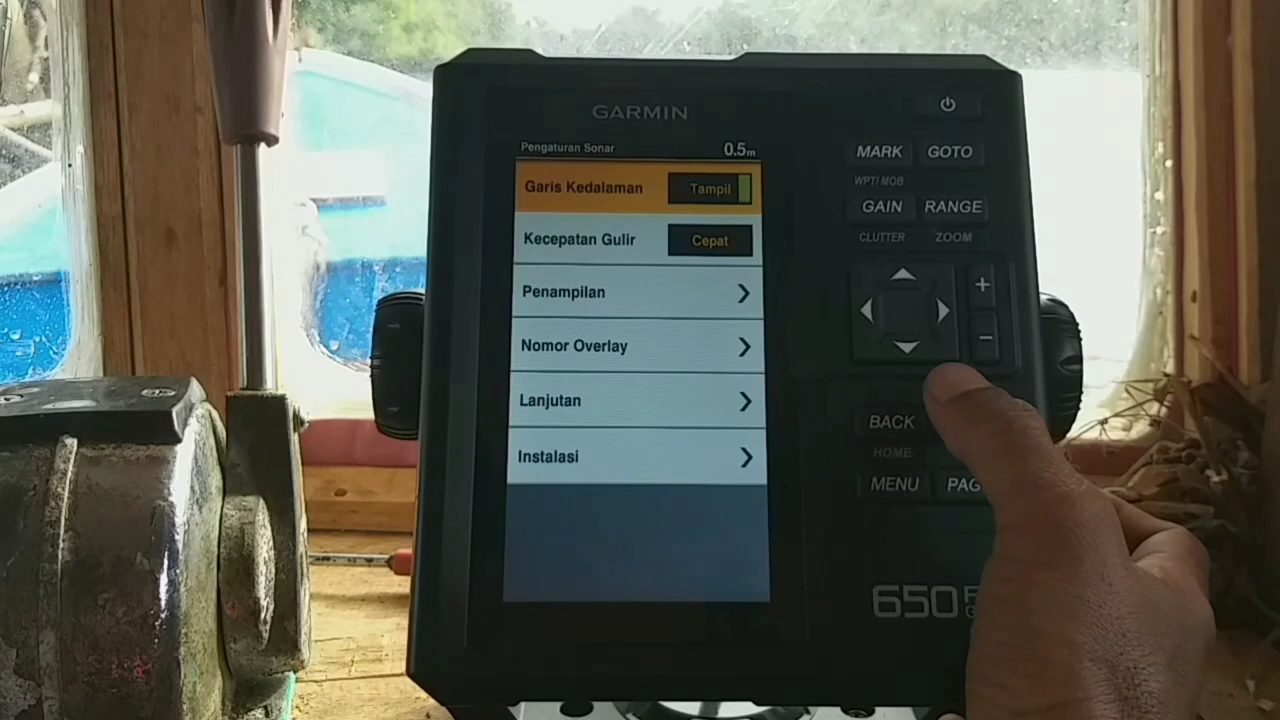 GARMIN
Pengaturan Sonar 0.5m
Garis Kedalaman Tampil
Kecepatan Gulir Cepat
Penampilan
Nomor Overlay
Lanjutan
Instalasi
MARK GOTO
WPT/ MOB
GAIN RANGE
CLUTTER ZOOM
BACK
HOME
MENU PAG
650